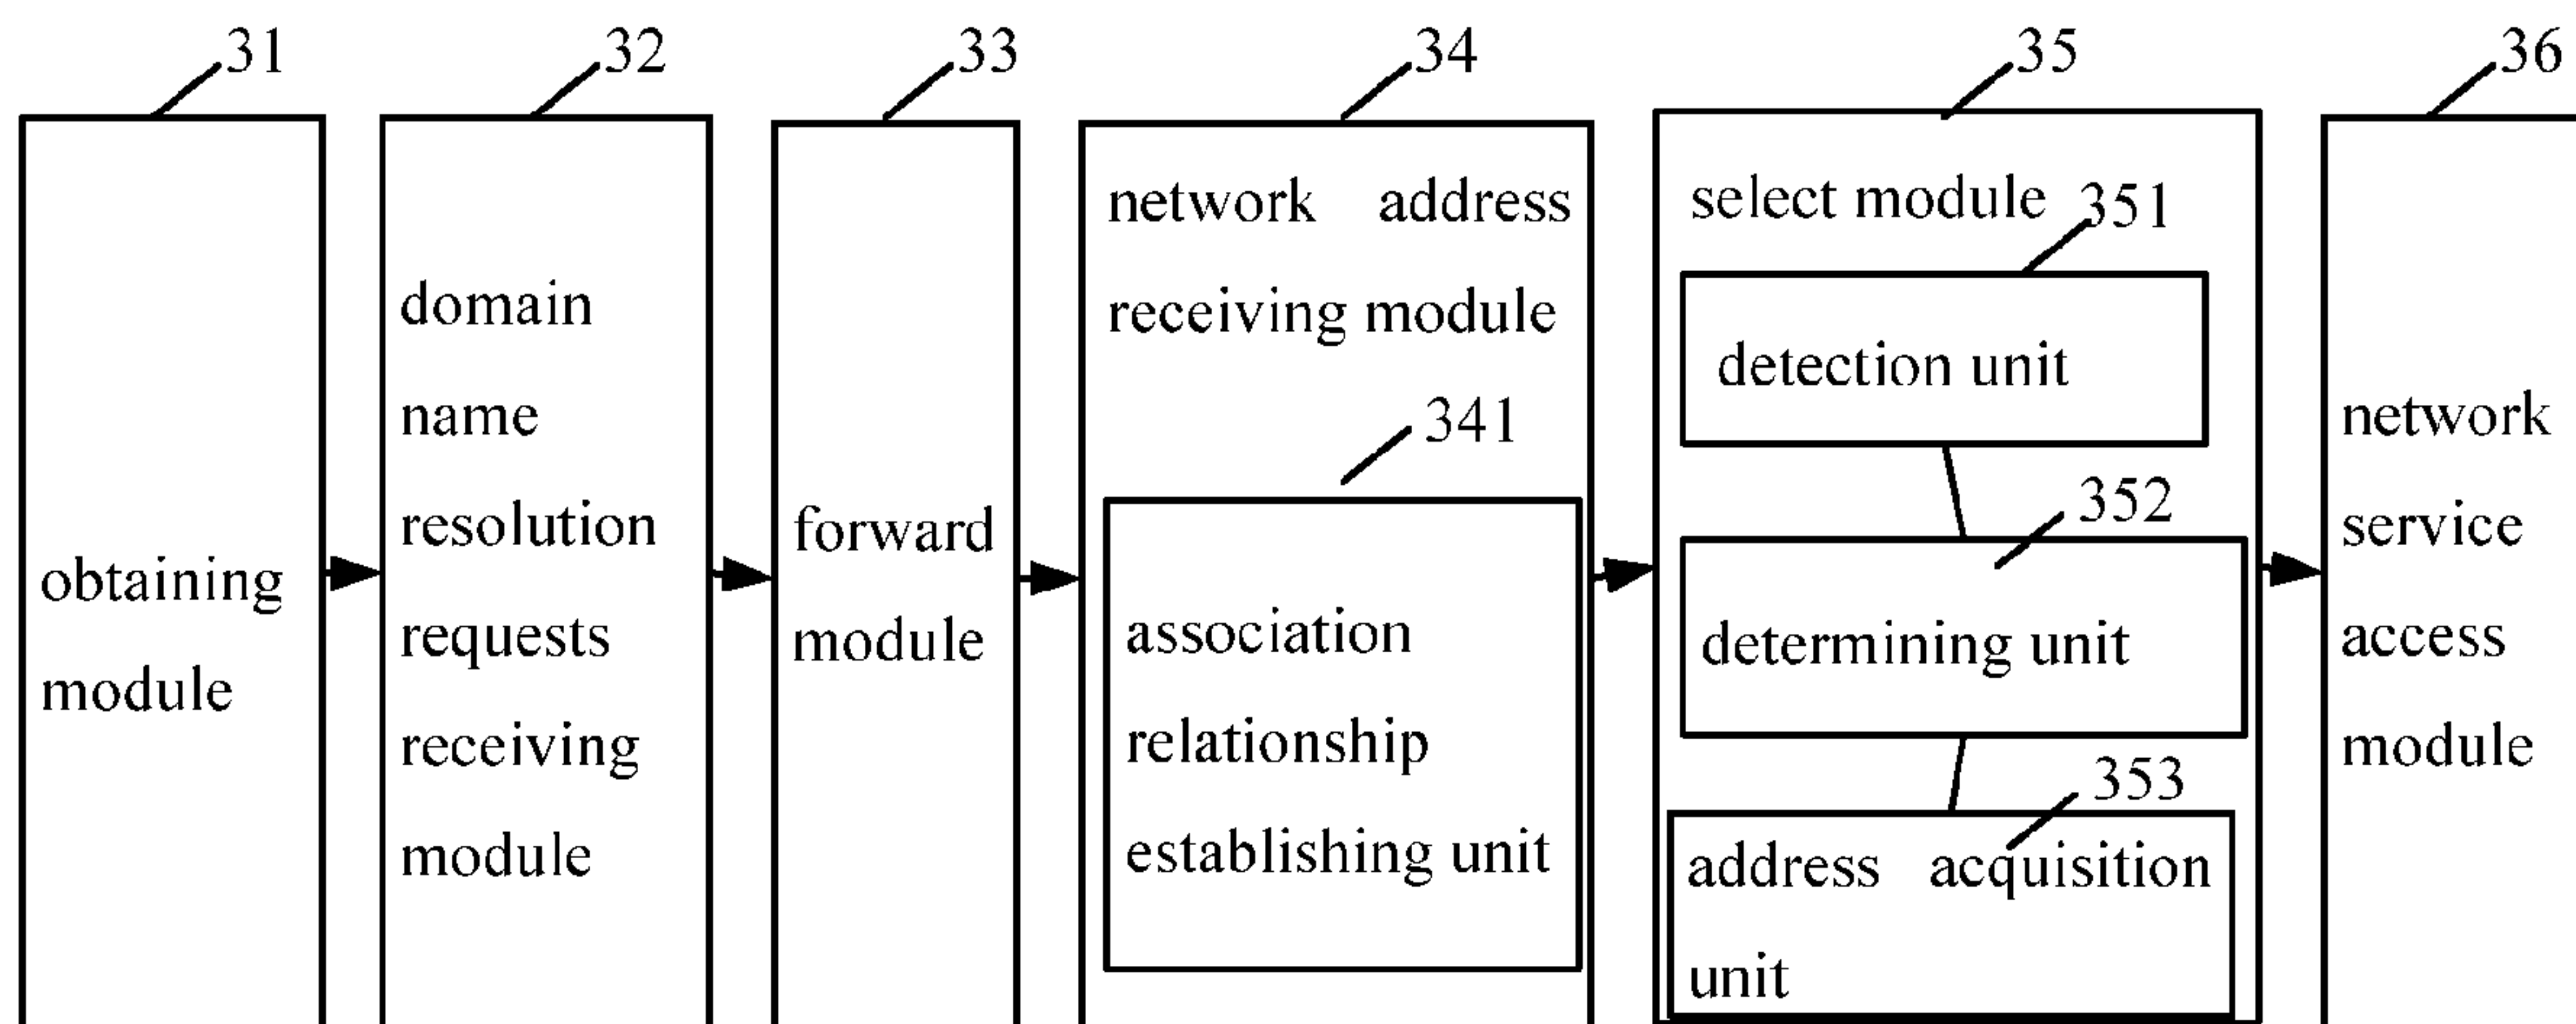 31
32
33
34
35
36
obtaining
module
domain
name
resolution
requests
receiving
module
forward
module
network address
receiving module
341
association
relationship
establishing unit
select module
351
detection unit
352
determining unit
353
address acquisition
unit
network
service
access
module